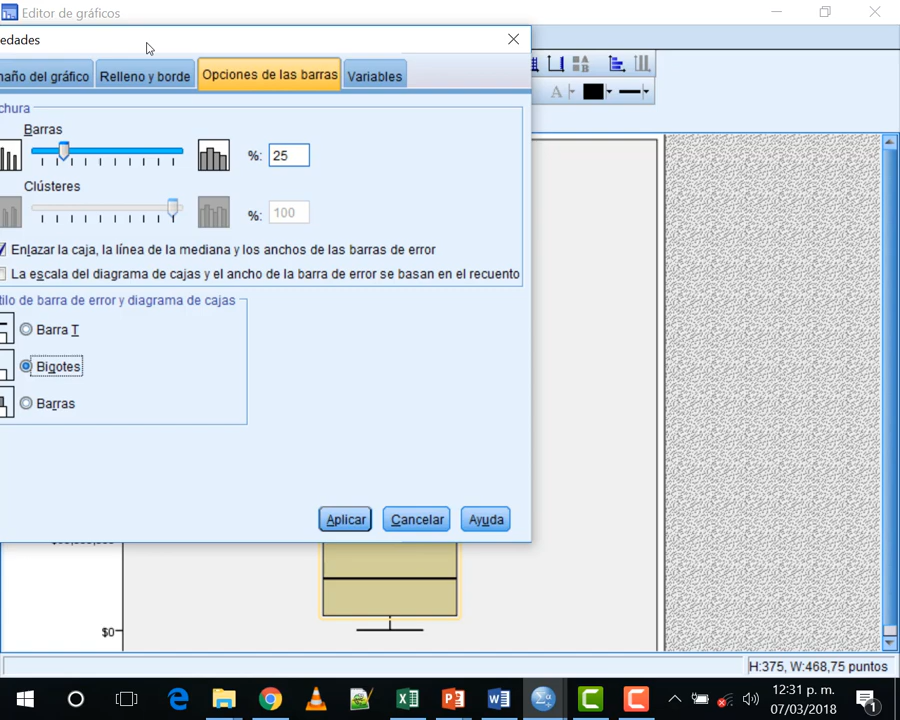 Editor de gráficos
edades
naño del gráfico
Relleno y borde
Opciones de las barras
Variables
chura
Barras
%: 25
Clústeres
%: 100
Enlazar la caja, la línea de la mediana y los anchos de las barras de error
La escala del diagrama de cajas y el ancho de la barra de error se basan en el recuento
tilo de barra de error y diagrama de cajas
Barra T
Bigotes
Barras
Aplicar
Cancelar
Ayuda
A
$0
H:375, W:468,75 puntos
12:31 p. m.
07/03/2018
1